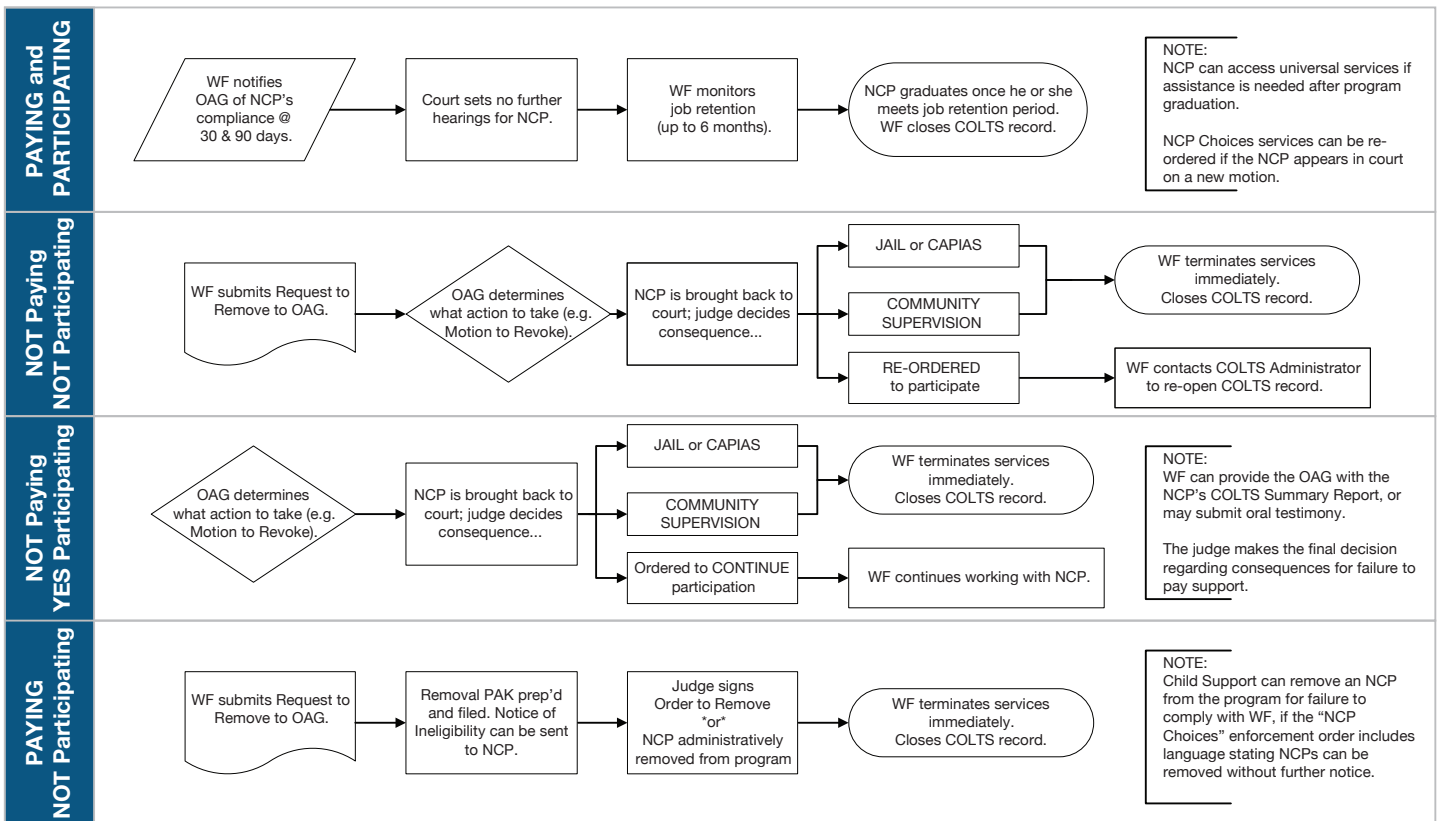 PAYING and
PARTICIPATING
WF notifies
OAG of NCP's
compliance @
30 & 90 days.
Court sets no further
hearings for NCP.
WF monitors
job retention
(up to 6 months).
NCP graduates once he or she
meets job retention period.
WF closes COLTS record.
NOTE:
NCP can access universal services if
assistance is needed after program
graduation.
NCP Choices services can be re-
ordered if the NCP appears in court
on a new motion.
NOT Paying
NOT Participating
WF submits Request to
Remove to OAG.
OAG determines
what action to take (e.g.
Motion to Revoke).
NCP is brought back to
court; judge decides
consequence...
JAIL or CAPIAS
COMMUNITY
SUPERVISION
RE-ORDERED
to participate
WF terminates services
immediately.
Closes COLTS record.
WF contacts COLTS Administrator
to re-open COLTS record.
NOT Paying
YES Participating
OAG determines
what action to take (e.g.
Motion to Revoke).
NCP is brought back to
court; judge decides
consequence...
JAIL or CAPIAS
COMMUNITY
SUPERVISION
Ordered to CONTINUE
participation
WF terminates services
immediately.
Closes COLTS record.
WF continues working with NCP.
NOTE:
WF can provide the OAG with the
NCP's COLTS Summary Report, or
may submit oral testimony.
The judge makes the final decision
regarding consequences for failure to
pay support.
PAYING
NOT Participating
WF submits Request to
Remove to OAG.
Removal PAK prep'd
and filed. Notice of
Ineligibility can be sent
to NCP.
Judge signs
Order to Remove
*or*
NCP administratively
removed from program
WF terminates services
immediately.
Closes COLTS record.
NOTE:
Child Support can remove an NCP
from the program for failure to
comply with WF, if the “NCP
Choices” enforcement order includes
language stating NCPs can be
removed without further notice.